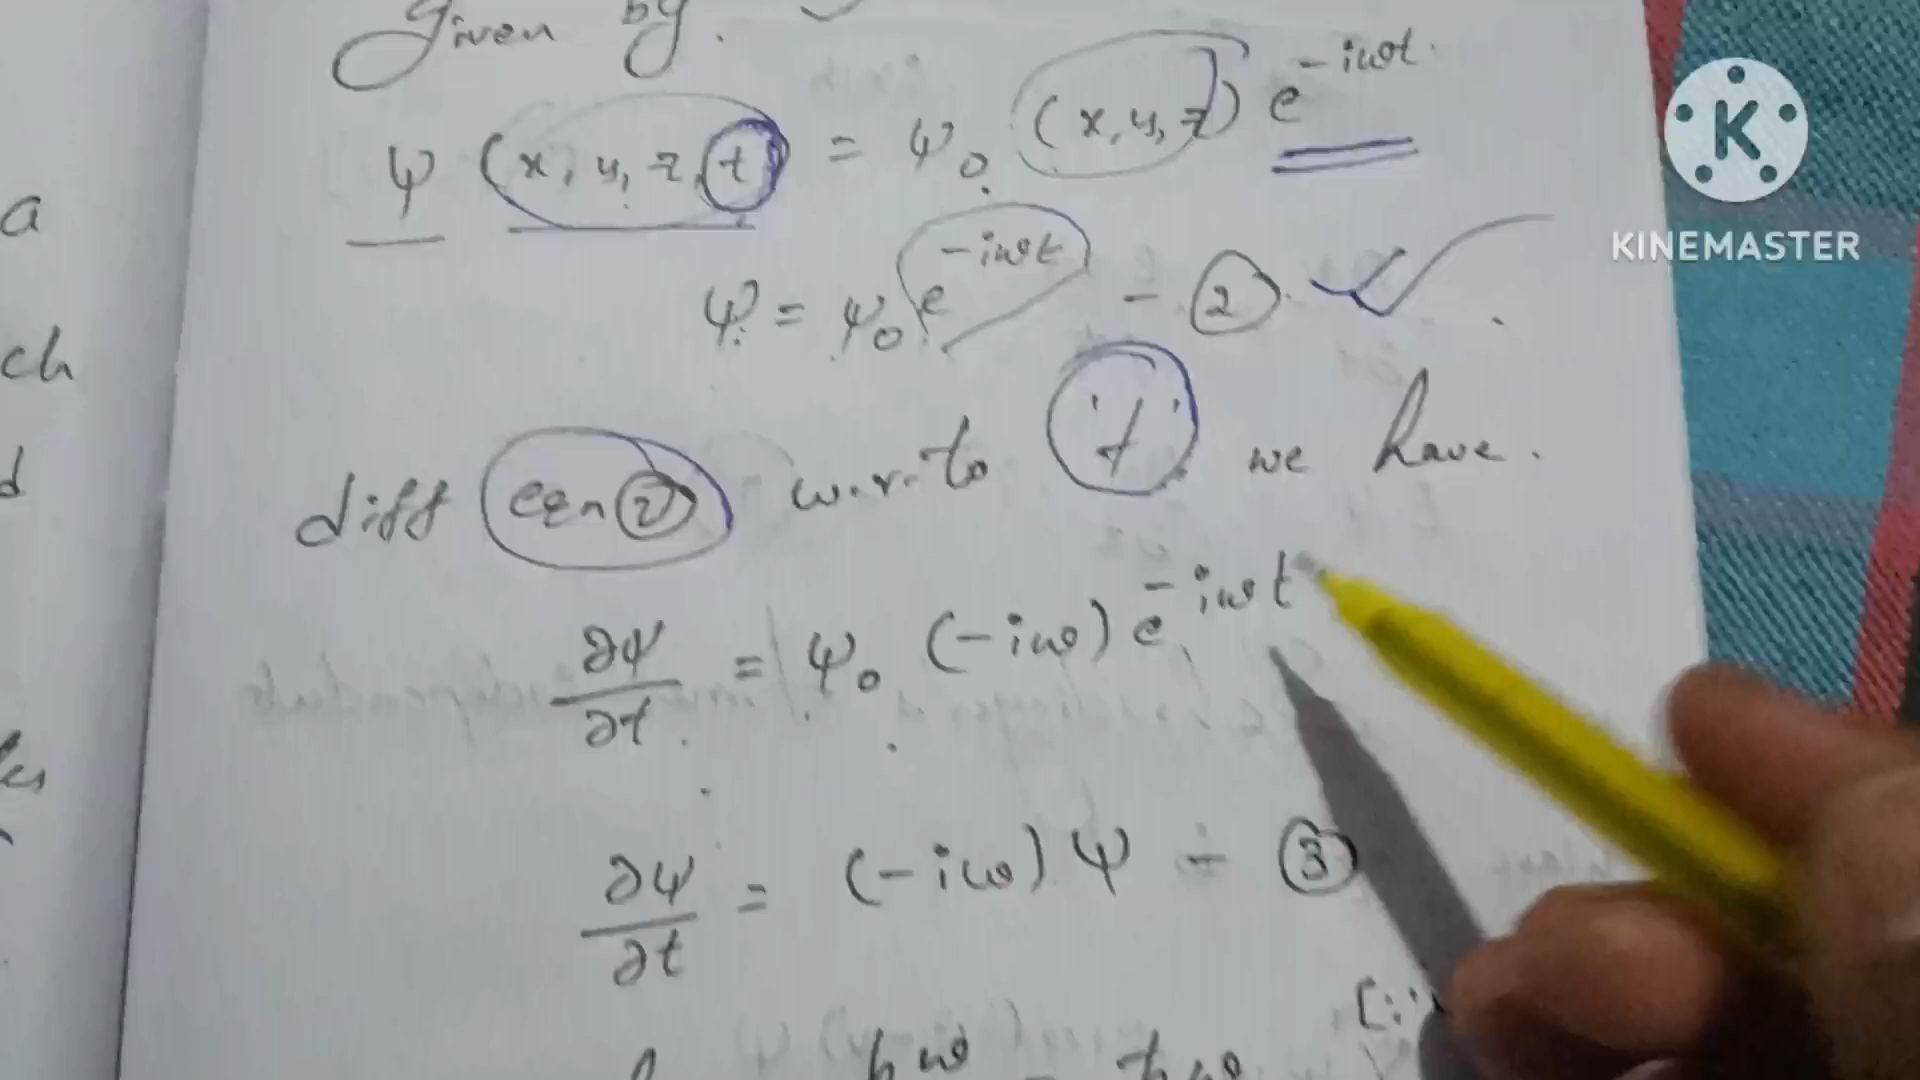 Given by.
ψ (x, y, z, t) = ψ₀ (x, y, z) e^{-iωt}
ψ = ψ₀ e^{-iωt} - ②
diff eqn ② w.r.to 't' we have.
∂ψ/∂t = ψ₀ (-iω) e^{-iωt}
∂ψ/∂t = (-iω) ψ - ③
a
ch
d
K
KINEMASTER